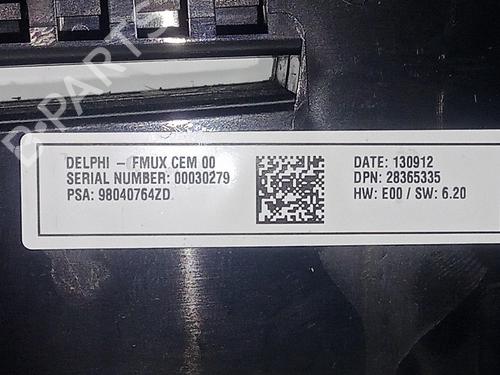 DELPHI – FMUX CEM 00
SERIAL NUMBER: 00030279
PSA: 98040764ZD
DATE: 130912
DPN: 28365335
HW: E00 / SW: 6.20
B-PARTS